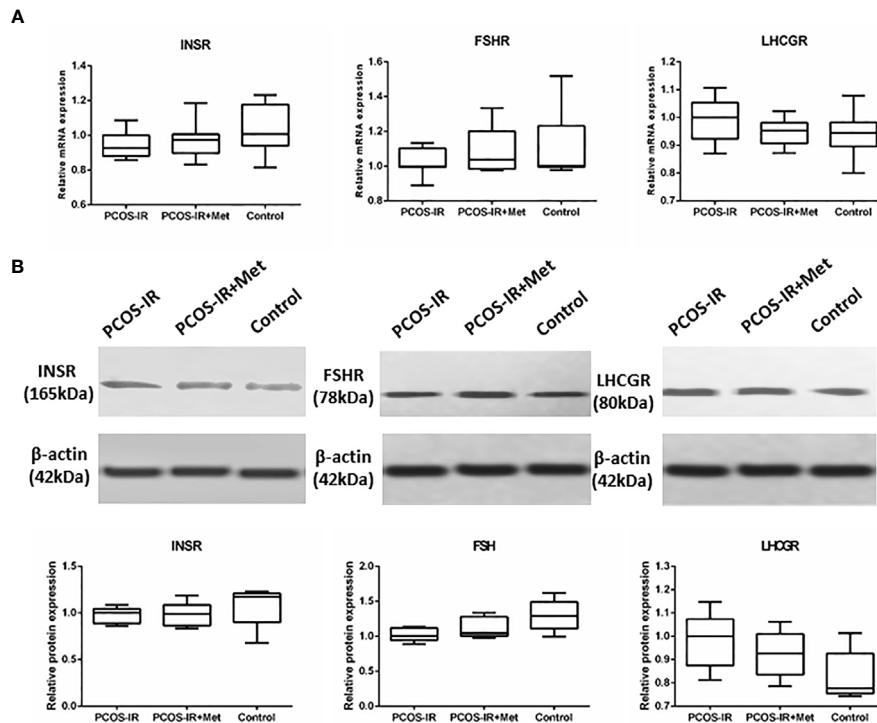 A
INSR
Relative mRNA expression
1.4
1.2
1.0
0.8
0.6
PCOS-IR PCOS-IR+Met Control
FSHR
Relative mRNA expression
1.6
1.4
1.2
1.0
0.8
PCOS-IR PCOS-IR+Met Control
LHCGR
Relative mRNA expression
1.2
1.1
1.0
0.9
0.8
0.7
PCOS-IR PCOS-IR+Met Control
B
PCOS-IR PCOS-IR+Met Control
INSR
(165kDa)
β-actin
(42kDa)
PCOS-IR PCOS-IR+Met Control
FSHR
(78kDa)
β-actin
(42kDa)
PCOS-IR PCOS-IR+Met Control
LHCGR
(80kDa)
β-actin
(42kDa)
INSR
Relative protein expression
1.5
1.0
0.5
0.0
PCOS-IR PCOS-IR+Met Control
FSH
Relative protein expression
2.0
1.5
1.0
0.5
0.0
PCOS-IR PCOS-IR+Met Control
LHCGR
Relative protein expression
1.3
1.2
1.1
1.0
0.9
0.8
0.7
PCOS-IR PCOS-IR+Met Control